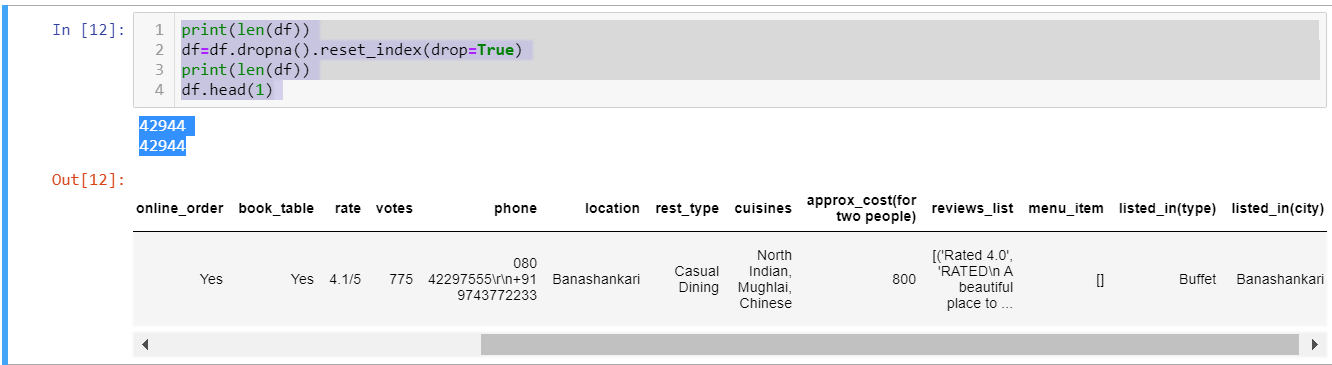 In [12]:
1 print(len(df))
2 df=df.dropna().reset_index(drop=True)
3 print(len(df))
4 df.head(1)
42944
42944
Out[12]:
online_order book_table rate votes phone location rest_type cuisines approx_cost(for two people) reviews_list menu_item listed_in(type) listed_in(city)
Yes Yes 4.1/5 775 080 42297555\r\n+91 9743772233 Banashankari Casual Dining North Indian, Mughlai, Chinese 800 [('Rated 4.0', 'RATED\n A beautiful place to ... [] Buffet Banashankari